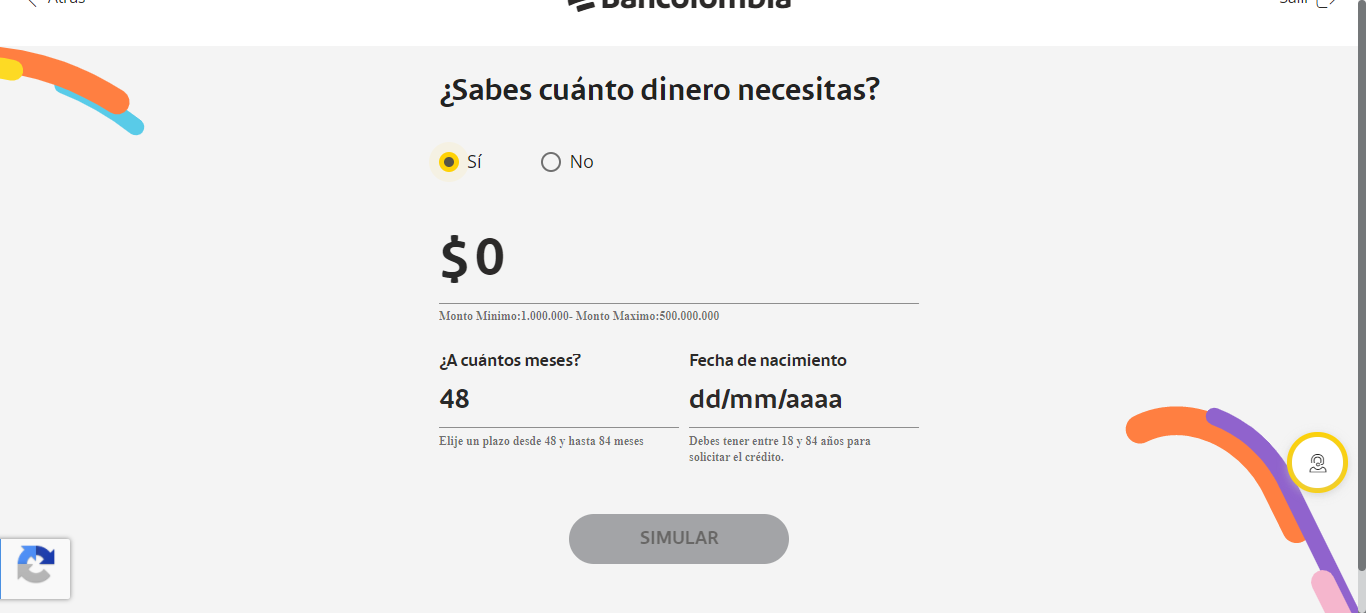 Atrás
Bancolombia
Salir
¿Sabes cuánto dinero necesitas?
Sí
No
$ 0
Monto Mínimo:1.000.000- Monto Maximo:500.000.000
¿A cuántos meses?
Fecha de nacimiento
48
dd/mm/aaaa
Elije un plazo desde 48 y hasta 84 meses
Debes tener entre 18 y 84 años para
solicitar el crédito.
SIMULAR